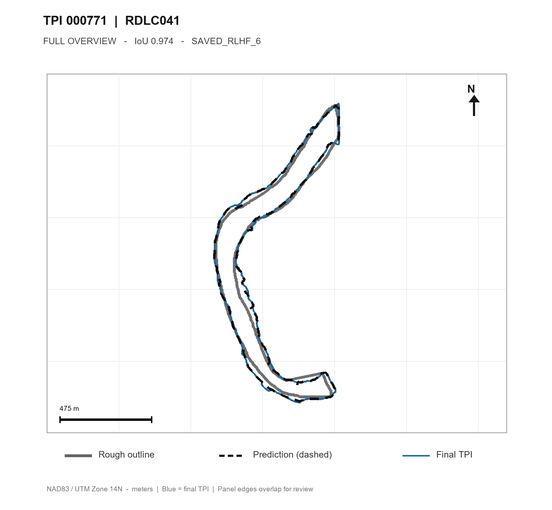 TPI 000771 | RDLC041
FULL OVERVIEW - IoU 0.974 - SAVED_RLHF_6
N
475 m
Rough outline
Prediction (dashed)
Final TPI
NAD83 / UTM Zone 14N - meters | Blue = final TPI | Panel edges overlap for review